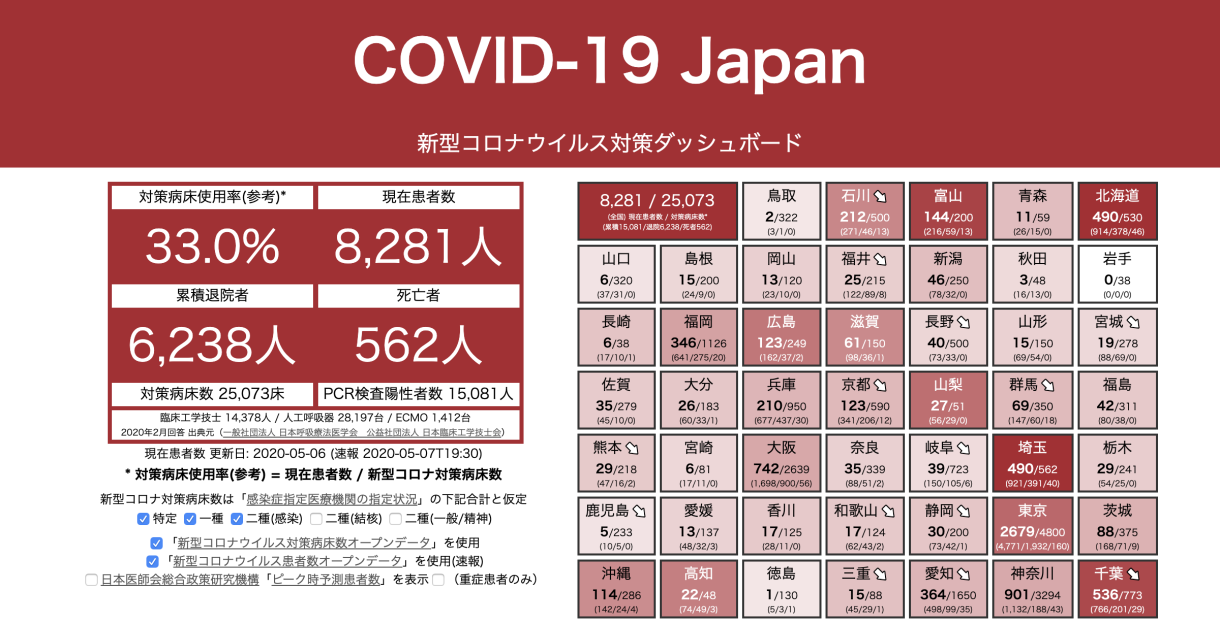 COVID-19 Japan
新型コロナウイルス対策ダッシュボード
対策病床使用率(参考)*
現在患者数
33.0%
8,281人
累積退院者
死亡者
6,238人
562人
対策病床数 25,073床
PCR検査陽性者数 15,081人
臨床工学技士 14,378人 / 人工呼吸器 28,197台 / ECMO 1,412台
2020年2月回答 出典元 (一般社団法人 日本呼吸療法医学会　公益社団法人 日本臨床工学技士会)
現在患者数 更新日: 2020-05-06 (速報 2020-05-07T19:30)
* 対策病床使用率(参考) = 現在患者数 / 新型コロナ対策病床数
新型コロナ対策病床数は「感染症指定医療機関の指定状況」の下記合計と仮定
特定 一種 二種(感染) 二種(結核) 二種(一般/精神)
「新型コロナウイルス対策病床数オープンデータ」を使用
「新型コロナウイルス患者数オープンデータ」を使用(速報)
日本医師会総合政策研究機構「ピーク時予測患者数」を表示 (重症患者のみ)
8,281 / 25,073
(全国) 現在患者数 / 対策病床数*
(累積15,081/退院6,238/死者562)
鳥取
2/322
(3/1/0)
石川
212/500
(271/46/13)
富山
144/200
(216/59/13)
青森
11/59
(26/15/0)
北海道
490/530
(914/378/46)
山口
6/320
(37/31/0)
島根
15/200
(24/9/0)
岡山
13/120
(23/10/0)
福井
25/215
(122/89/8)
新潟
46/250
(78/32/0)
秋田
3/48
(16/13/0)
岩手
0/38
(0/0/0)
長崎
6/38
(17/10/1)
福岡
346/1126
(641/275/20)
広島
123/249
(162/37/2)
滋賀
61/150
(98/36/1)
長野
40/500
(73/33/0)
山形
15/150
(69/54/0)
宮城
19/278
(88/69/0)
佐賀
35/279
(45/10/0)
大分
26/183
(60/33/1)
兵庫
210/950
(677/437/30)
京都
123/590
(341/206/12)
山梨
27/51
(56/29/0)
群馬
69/350
(147/60/18)
福島
42/311
(80/38/0)
熊本
29/218
(47/16/2)
宮崎
6/81
(17/11/0)
大阪
742/2639
(1,698/900/56)
奈良
35/339
(88/51/2)
岐阜
39/723
(150/105/6)
埼玉
490/562
(921/391/40)
栃木
29/241
(54/25/0)
鹿児島
5/233
(10/5/0)
愛媛
13/137
(48/32/3)
香川
17/125
(28/11/0)
和歌山
17/124
(62/43/2)
静岡
30/200
(73/42/1)
東京
2679/4800
(4,771/1,932/160)
茨城
88/375
(168/71/9)
沖縄
114/286
(142/24/4)
高知
22/48
(74/49/3)
徳島
1/130
(5/3/1)
三重
15/88
(45/29/1)
愛知
364/1650
(498/99/35)
神奈川
901/3294
(1,132/188/43)
千葉
536/773
(766/201/29)